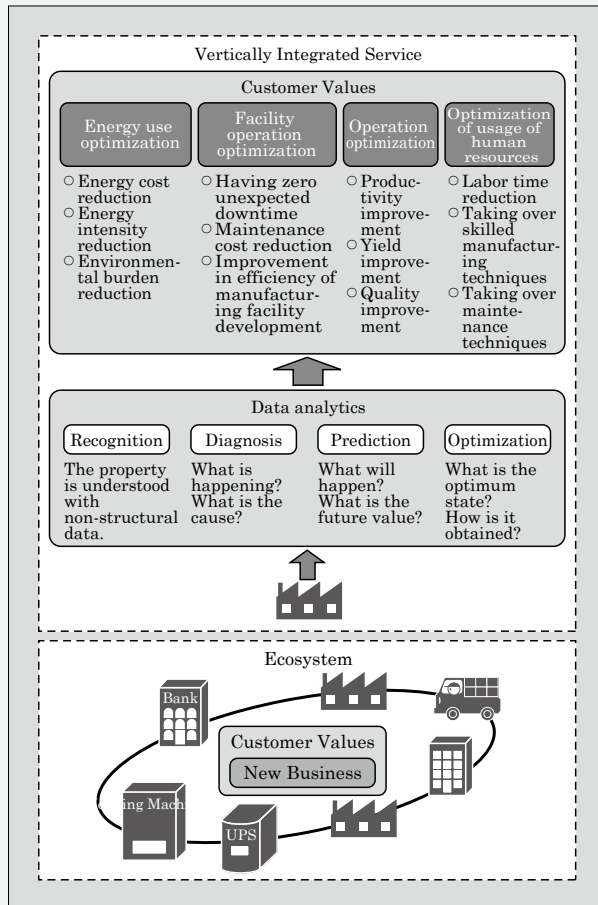 Vertically Integrated Service
Customer Values
Energy use
optimization
Facility
operation
optimization
Operation
optimization
Optimization
of usage of
human
resources
○ Energy cost
reduction
○ Energy
intensity
reduction
○ Environmen-
tal burden
reduction
○ Having zero
unexpected
downtime
○ Maintenance
cost reduction
○ Improvement
in efficiency of
manufactur-
ing facility
development
○ Produc-
tivity
improve-
ment
○ Yield
improve-
ment
○ Quality
improve-
ment
○ Labor time
reduction
○ Taking over
skilled
manufactur-
ing
techniques
○ Taking over
mainte-
nance
techniques
Data analytics
Recognition
The property
is understood
with
non-structural
data.
Diagnosis
What is
happening?
What is the
cause?
Prediction
What will
happen?
What is the
future value?
Optimization
What is the
optimum
state?
How is it
obtained?
Ecosystem
Bank
Customer Values
New Business
UPS